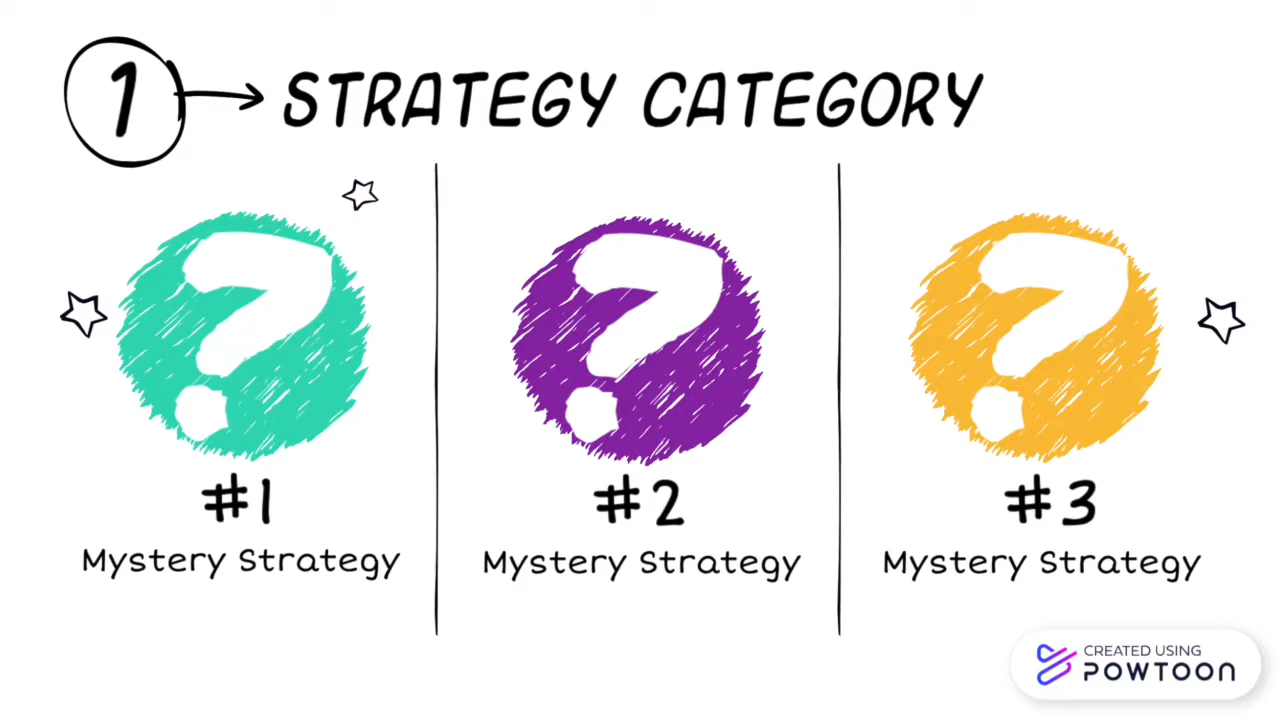 1 STRATEGY CATEGORY
?
?
?
#1
#2
#3
Mystery Strategy
Mystery Strategy
Mystery Strategy
CREATED USING
POWTOON